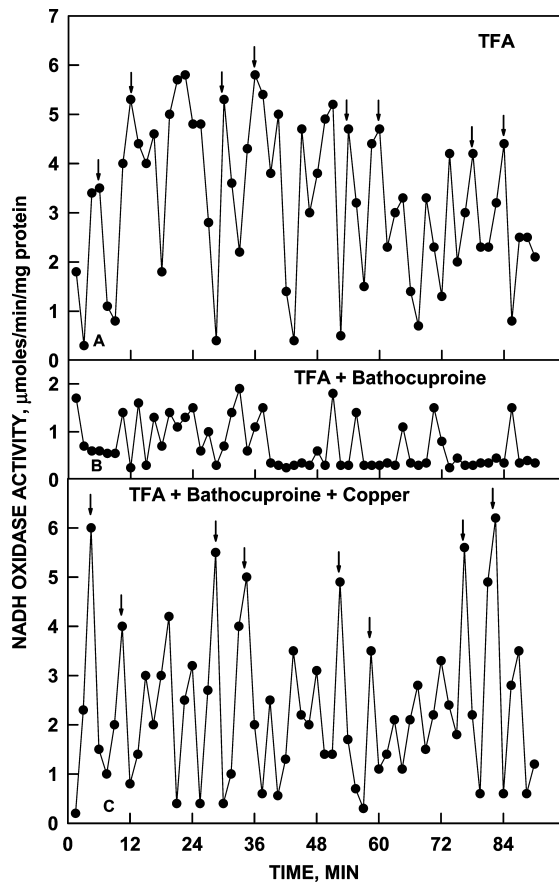 NADH OXIDASE ACTIVITY, μmoles/min/mg protein
7
TFA
6
5
4
3
2
1
A
0
TFA + Bathocuproine
2
1
B
0
TFA + Bathocuproine + Copper
6
5
4
3
2
1
C
0
0 12 24 36 48 60 72 84
TIME, MIN